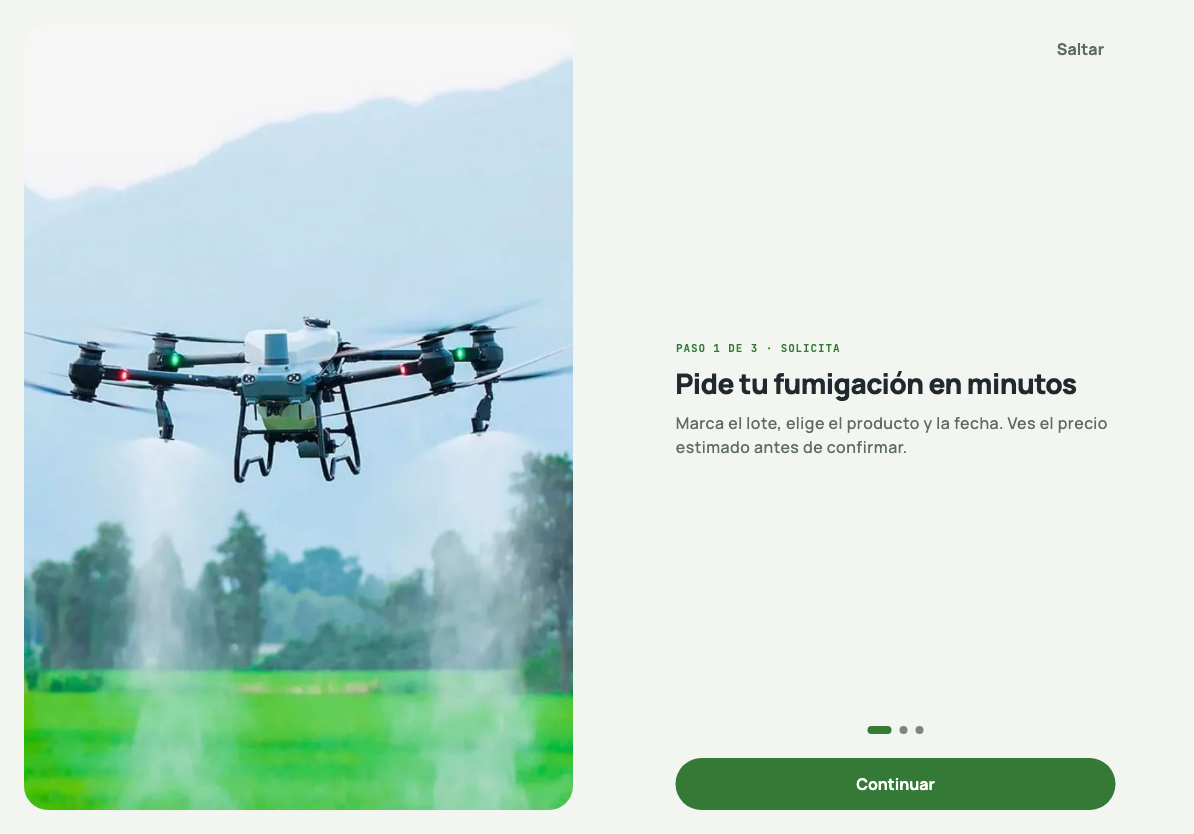 Saltar
PASO 1 DE 3 · SOLICITA
Pide tu fumigación en minutos
Marca el lote, elige el producto y la fecha. Ves el precio
estimado antes de confirmar.
Continuar